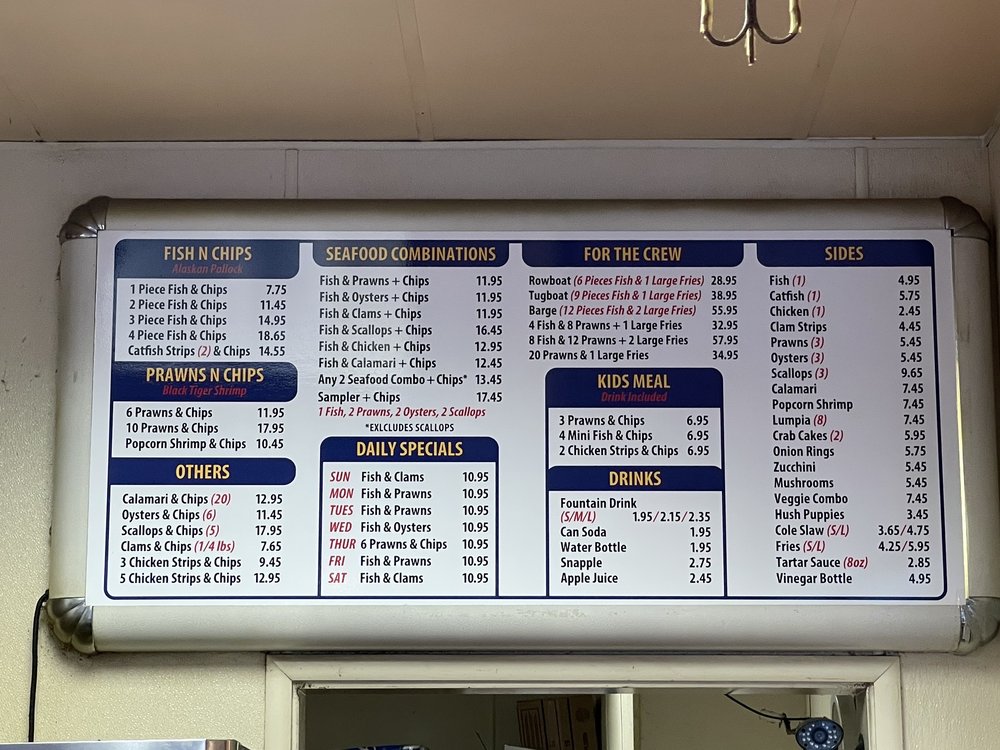 FISH N CHIPS
Alaskan Pollock
1 Piece Fish & Chips 7.75
2 Piece Fish & Chips 11.45
3 Piece Fish & Chips 14.95
4 Piece Fish & Chips 18.65
Catfish Strips (2) & Chips 14.55
PRAWNS N CHIPS
Black Tiger Shrimp
6 Prawns & Chips 11.95
10 Prawns & Chips 17.95
Popcorn Shrimp & Chips 10.45
OTHERS
Calamari & Chips (20) 12.95
Oysters & Chips (6) 11.45
Scallops & Chips (5) 17.95
Clams & Chips (1/4 lbs) 7.65
3 Chicken Strips & Chips 9.45
5 Chicken Strips & Chips 12.95
SEAFOOD COMBINATIONS
Fish & Prawns + Chips 11.95
Fish & Oysters + Chips 11.95
Fish & Clams + Chips 11.95
Fish & Scallops + Chips 16.45
Fish & Chicken + Chips 12.95
Fish & Calamari + Chips 12.45
Any 2 Seafood Combo + Chips* 13.45
Sampler + Chips 17.45
1 Fish, 2 Prawns, 2 Oysters, 2 Scallops
*EXLCLUDES SCALLOPS
DAILY SPECIALS
SUN Fish & Clams 10.95
MON Fish & Prawns 10.95
TUES Fish & Prawns 10.95
WED Fish & Oysters 10.95
THUR 6 Prawns & Chips 10.95
FRI Fish & Prawns 10.95
SAT Fish & Clams 10.95
FOR THE CREW
Rowboat (6 Pieces Fish & 1 Large Fries) 28.95
Tugboat (9 Pieces Fish & 1 Large Fries) 38.95
Barge (12 Pieces Fish & 2 Large Fries) 55.95
4 Fish & 8 Prawns + 1 Large Fries 32.95
8 Fish & 12 Prawns + 2 Large Fries 57.95
20 Prawns & 1 Large Fries 34.95
KIDS MEAL
Drink Included
3 Prawns & Chips 6.95
4 Mini Fish & Chips 6.95
2 Chicken Strips & Chips 6.95
DRINKS
Fountain Drink
(S/M/L) 1.95/2.15/2.35
Can Soda 1.95
Water Bottle 1.95
Snapple 2.75
Apple Juice 2.45
SIDES
Fish (1) 4.95
Catfish (1) 5.75
Chicken (1) 2.45
Clam Strips 4.45
Prawns (3) 5.45
Oysters (3) 5.45
Scallops (3) 9.65
Calamari 7.45
Popcorn Shrimp 7.45
Lumpia (8) 7.45
Crab Cakes (2) 5.95
Onion Rings 5.75
Zucchini 5.45
Mushrooms 5.45
Veggie Combo 7.45
Hush Puppies 3.45
Cole Slaw (S/L) 3.65/4.75
Fries (S/L) 4.25/5.95
Tartar Sauce (8oz) 2.85
Vinegar Bottle 4.95